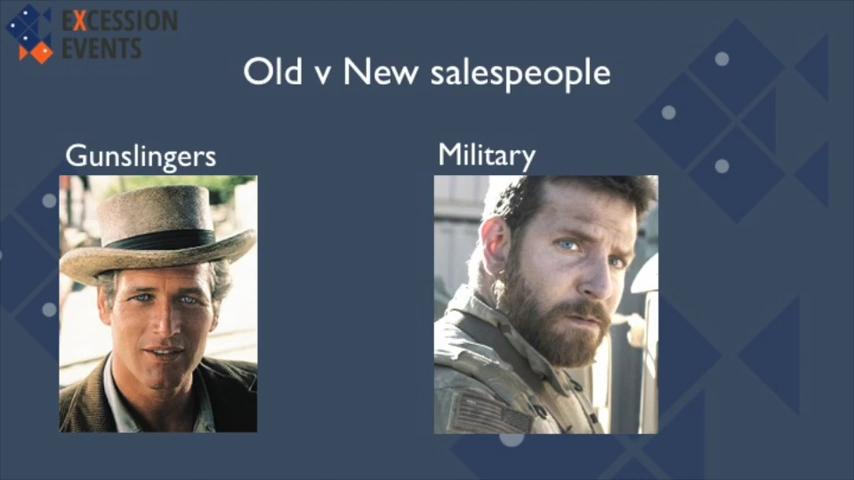 EXCESSION
EVENTS
Old v New salespeople
Gunslingers
Military